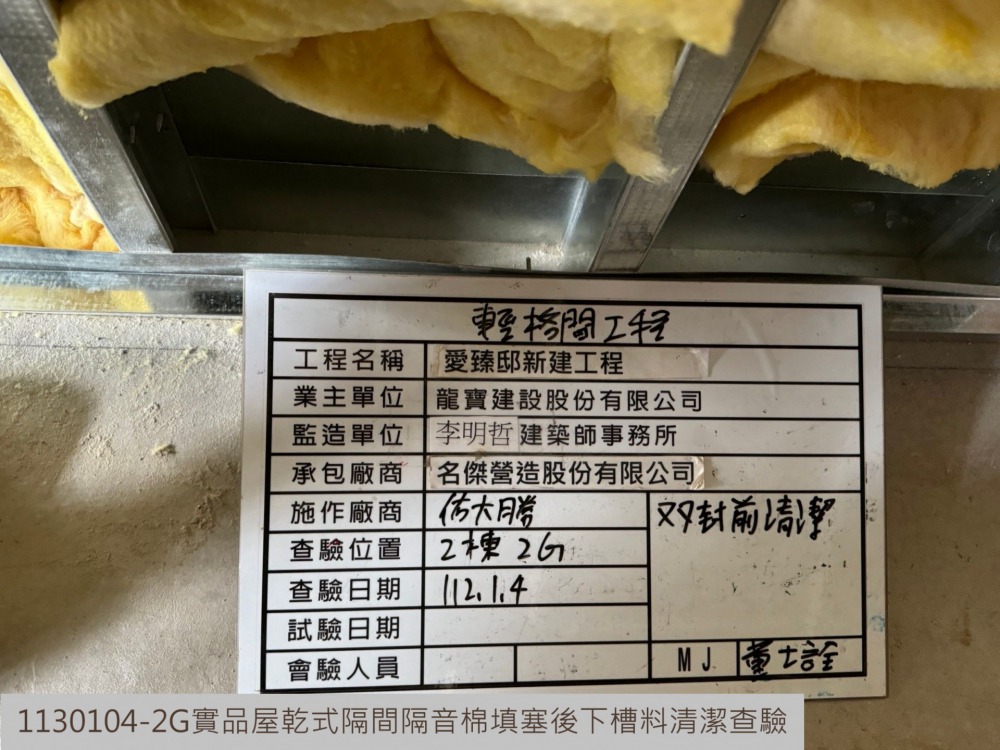 輕隔間工程
工程名稱 愛臻邸新建工程
業主單位 龍寶建設股份有限公司
監造單位 李明哲建築師事務所
承包廠商 名傑營造股份有限公司
施作廠商 佑大勝 双封前清潔
查驗位置 2棟 2G
查驗日期 112.1.4
試驗日期
會驗人員 MJ 董士詮
1130104-2G實品屋乾式隔間隔音棉填塞後下槽料清潔查驗